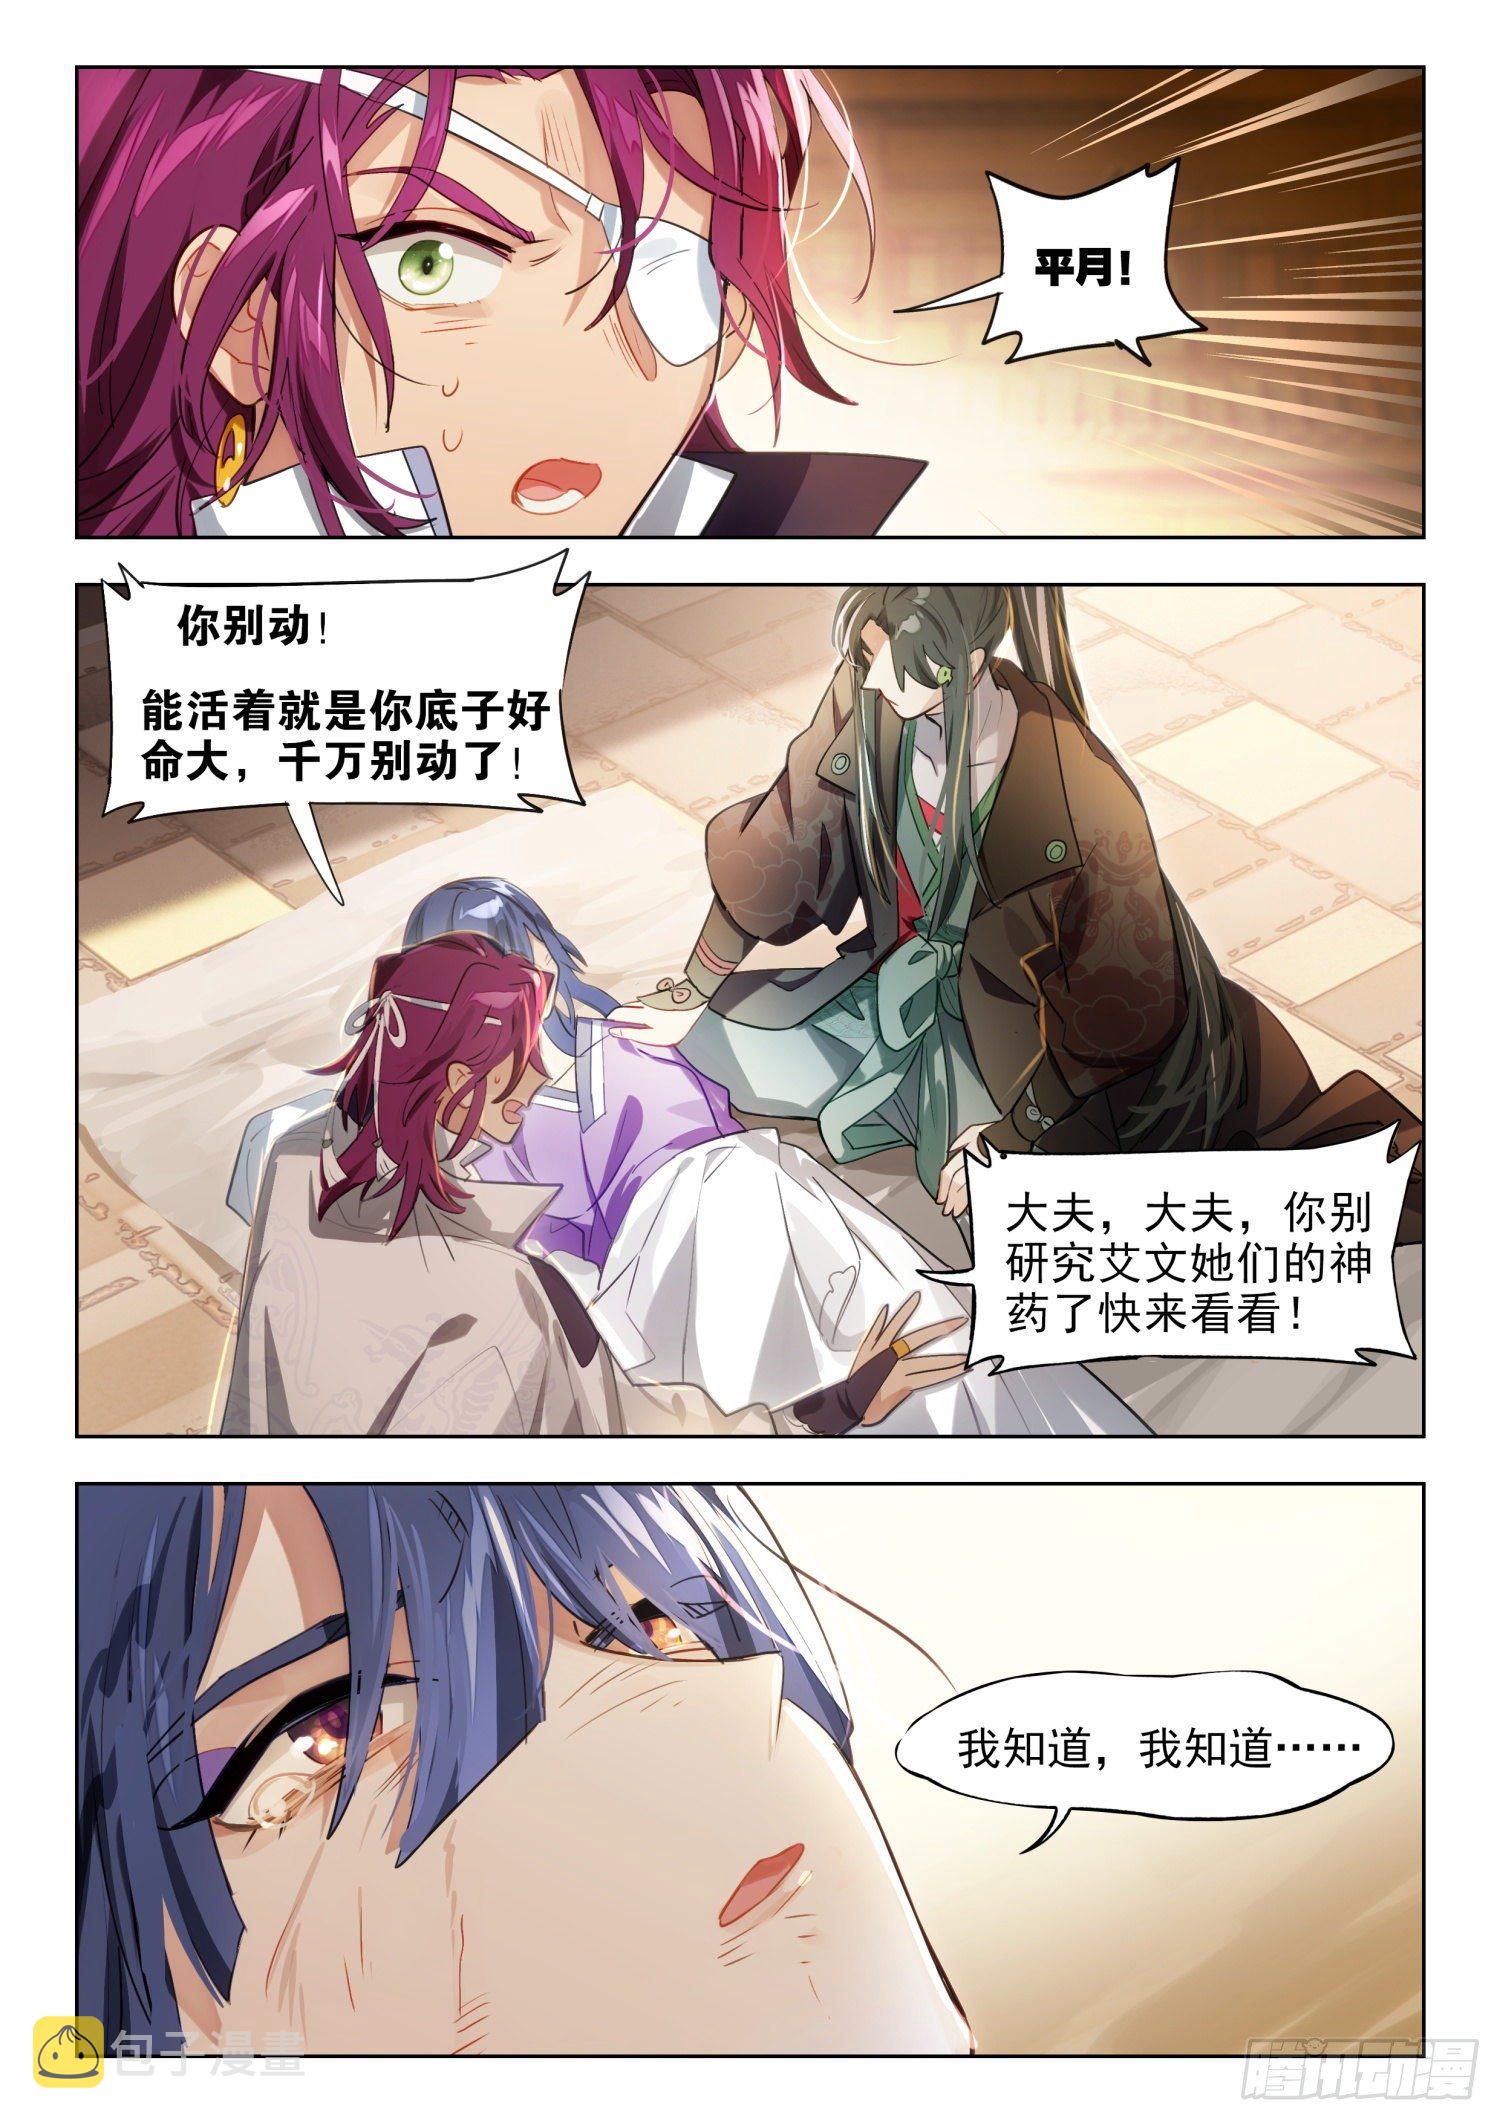 平月！
你别动！
能活着就是你底子好
命大，千万别动了！
大夫，大夫，你别
研究艾文她们的神
药了快来看看！
我知道，我知道……
包子漫畫
腾讯动漫